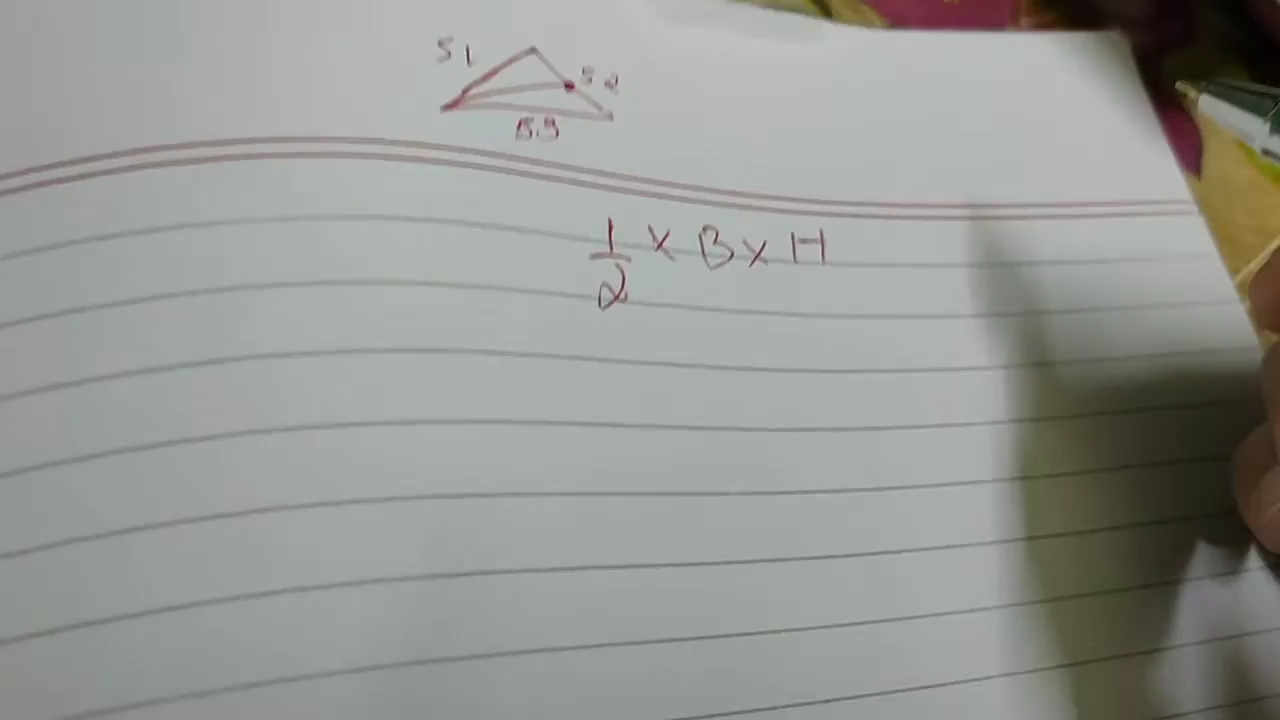 S1
S2
S3
1/2 × B × H